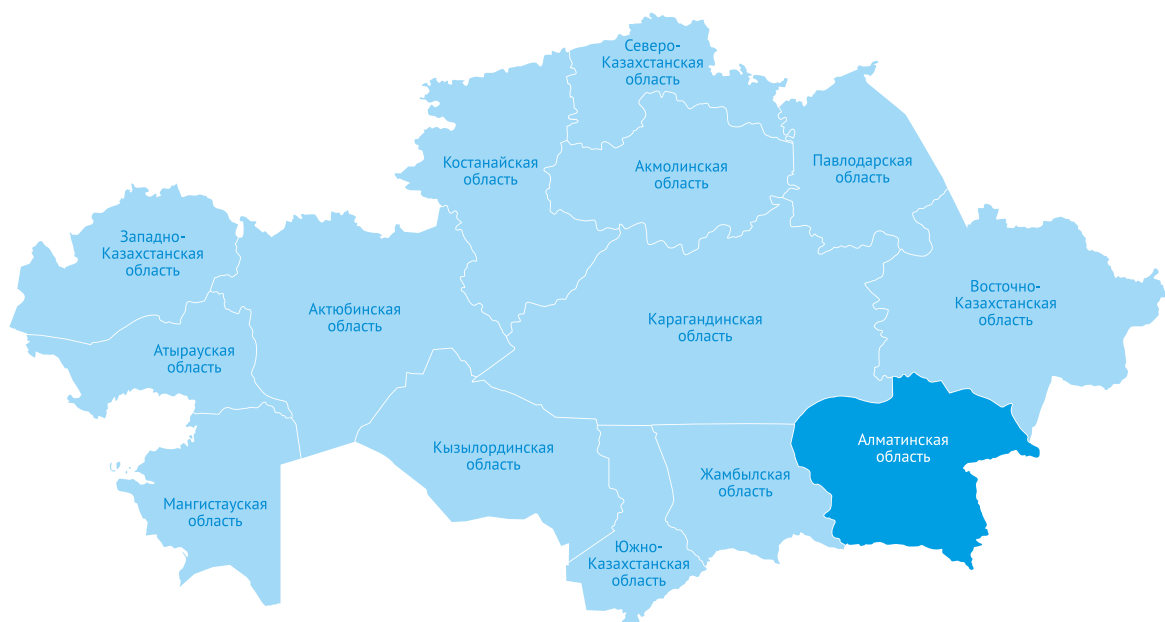 Северо-
Казахстанская
область
Костанайская
область
Акмолинская
область
Павлодарская
область
Западно-
Казахстанская
область
Актюбинская
область
Карагандинская
область
Восточно-
Казахстанская
область
Атырауская
область
Кызылординская
область
Алматинская
область
Жамбылская
область
Мангистауская
область
Южно-
Казахстанская
область